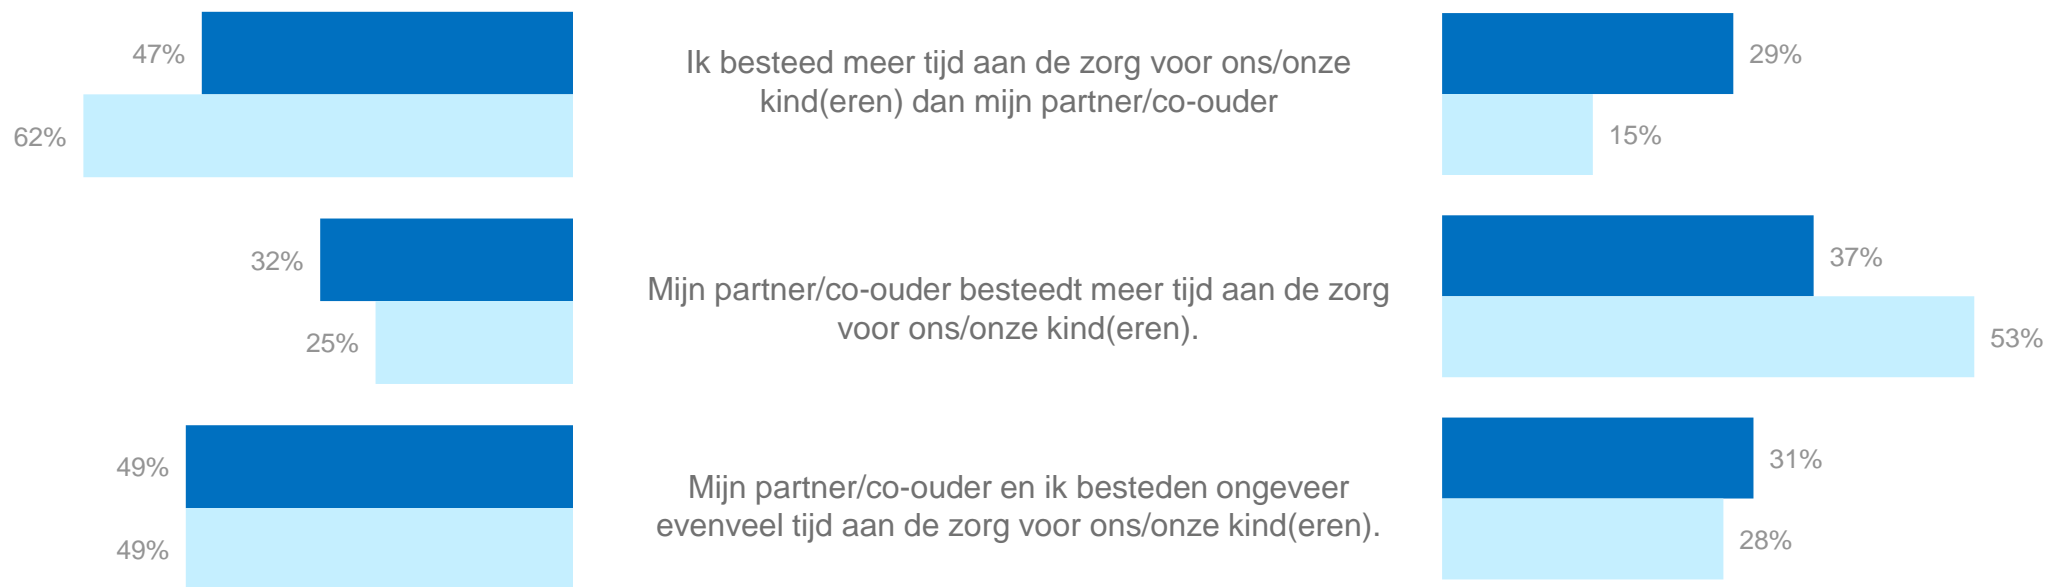 47%
Ik besteed meer tijd aan de zorg voor ons/onze
kind(eren) dan mijn partner/co-ouder
29%
62%
15%
32%
Mijn partner/co-ouder besteedt meer tijd aan de zorg
voor ons/onze kind(eren).
37%
25%
53%
49%
Mijn partner/co-ouder en ik besteden ongeveer
evenveel tijd aan de zorg voor ons/onze kind(eren).
31%
49%
28%